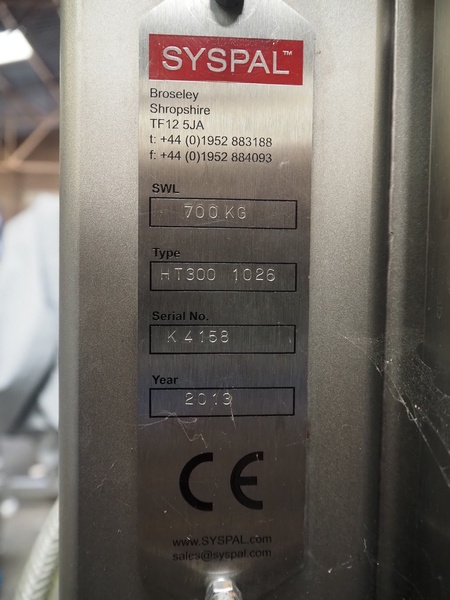 SYSPAL™
Broseley
Shropshire
TF12 5JA
t: +44 (0)1952 883188
f: +44 (0)1952 884093
SWL
700 KG
Type
HT300 1026
Serial No.
K 4158
Year
2013
CE
www.SYSPAL.com
sales@syspal.com